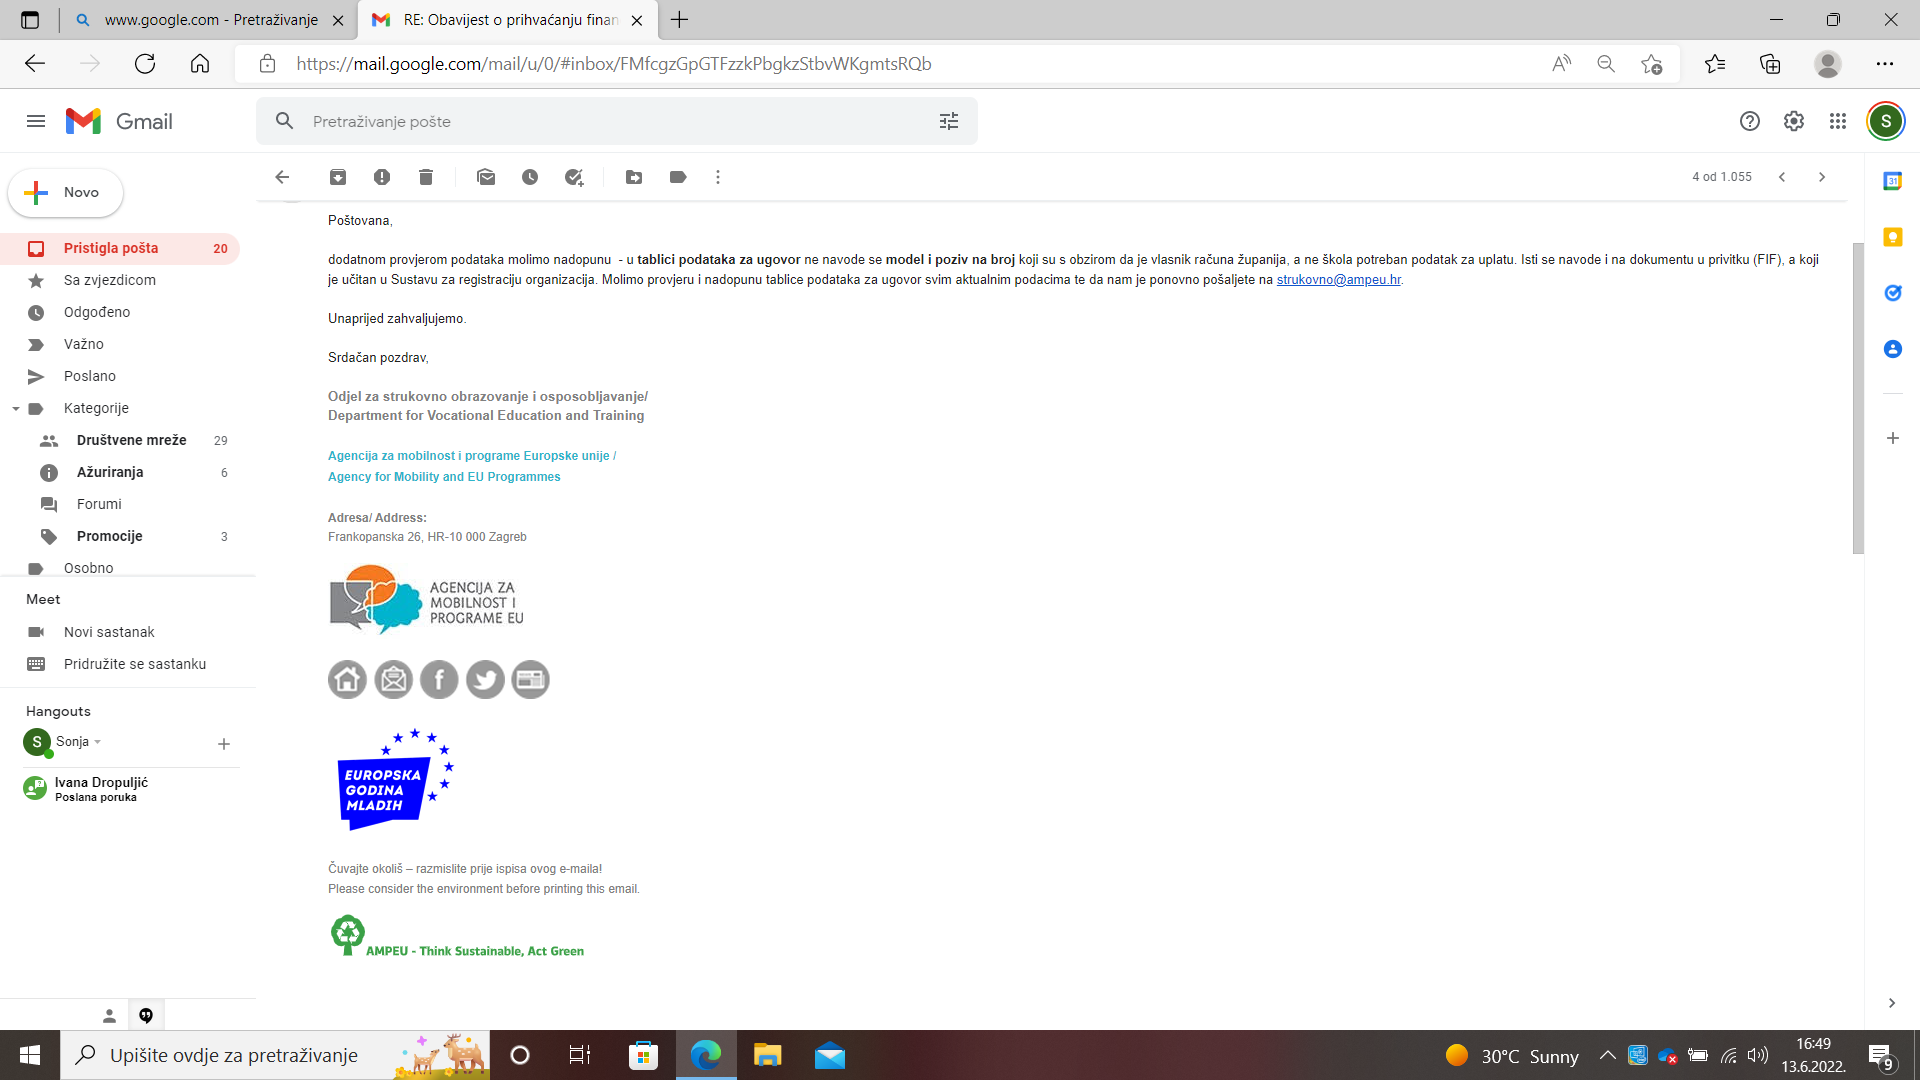 www.google.com - Pretraživanje
RE: Obavijest o prihvaćanju finan
https://mail.google.com/mail/u/0/#inbox/FMfcgzGpGTFzzkPbgkzStbvWKgmtsRQb
Gmail
Pretraživanje pošte
S
Novo
4 od 1.055
31
Pristigla pošta 20
Sa zvjezdicom
Odgođeno
Važno
Poslano
Kategorije
Društvene mreže 29
Ažuriranja 6
Forumi
Promocije 3
Osobno
Meet
Novi sastanak
Pridružite se sastanku
Hangouts
S Sonja
Ivana Dropuljić
Poslana poruka
Poštovana,
dodatnom provjerom podataka molimo nadopunu - u tablici podataka za ugovor ne navode se model i poziv na broj koji su s obzirom da je vlasnik računa županija, a ne škola potreban podatak za uplatu. Isti se navode i na dokumentu u privitku (FIF), a koji
je učitan u Sustavu za registraciju organizacija. Molimo provjeru i nadopunu tablice podataka za ugovor svim aktualnim podacima te da nam je ponovno pošaljete na strukovno@ampeu.hr.
Unaprijed zahvaljujemo.
Srdačan pozdrav,
Odjel za strukovno obrazovanje i osposobljavanje/
Department for Vocational Education and Training
Agencija za mobilnost i programe Europske unije /
Agency for Mobility and EU Programmes
Adresa/ Address:
Frankopanska 26, HR-10 000 Zagreb
AGENCIJA ZA
MOBILNOST I
PROGRAME EU
EUROPSKA
GODINA
MLADIH
Čuvajte okoliš – razmislite prije ispisa ovog e-maila!
Please consider the environment before printing this email.
AMPEU - Think Sustainable, Act Green
Upišite ovdje za pretraživanje
30°C Sunny
16:49
13.6.2022.
9